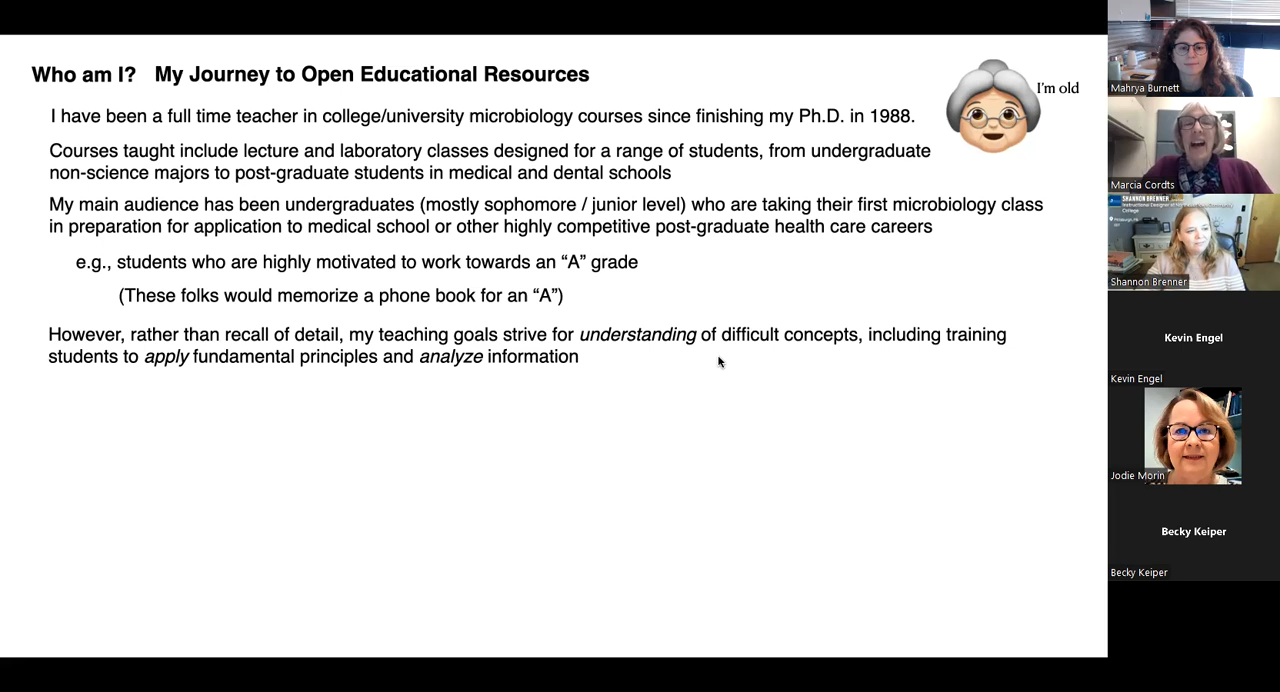 Who am I? My Journey to Open Educational Resources
I'm old
I have been a full time teacher in college/university microbiology courses since finishing my Ph.D. in 1988.
Courses taught include lecture and laboratory classes designed for a range of students, from undergraduate
non-science majors to post-graduate students in medical and dental schools
My main audience has been undergraduates (mostly sophomore / junior level) who are taking their first microbiology class
in preparation for application to medical school or other highly competitive post-graduate health care careers
e.g., students who are highly motivated to work towards an “A” grade
(These folks would memorize a phone book for an “A”)
However, rather than recall of detail, my teaching goals strive for understanding of difficult concepts, including training
students to apply fundamental principles and analyze information
Mahrya Burnett
Marcia Cordts
SHANNON BRENNER
College
Shannon Brenner
Kevin Engel
Kevin Engel
Jodie Morin
Becky Keiper
Becky Keiper